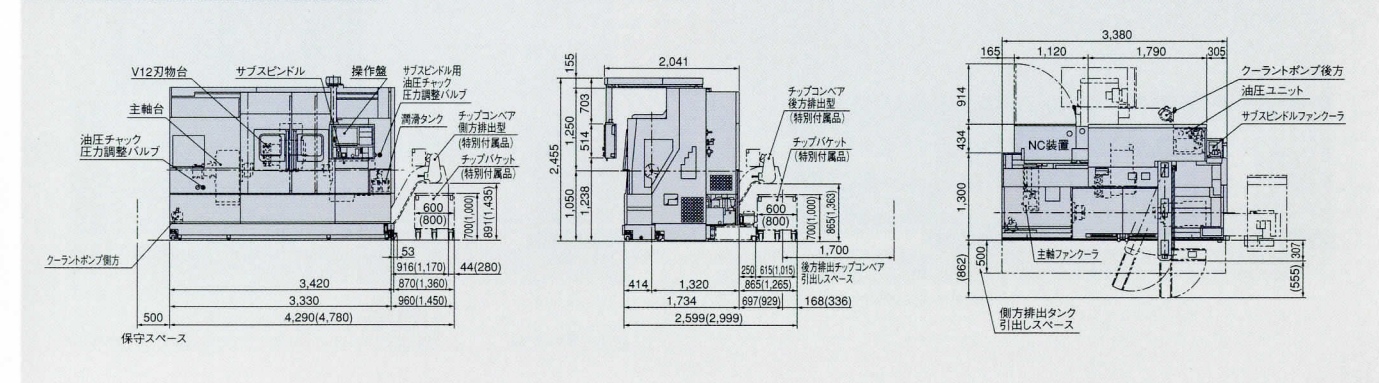 V12刃物台
サブスピンドル
操作盤
サブスピンドル用
油圧チャック
圧力調整バルブ
主軸台
潤滑タンク
チップコンベア
側方排出型
(特別付属品)
油圧チャック
圧力調整バルブ
チップバケット
(特別付属品)
600
(800)
700(1,000)
891(1,435)
クーラントポンプ側方
53
916(1,170)
44(280)
3,420
870(1,360)
3,330
960(1,450)
500
4,290(4,780)
保守スペース
155
2,041
703
514
1,250
2,455
1,050
1,238
チップコンベア
後方排出型
(特別付属品)
チップバケット
(特別付属品)
600
(800)
700(1,000)
865(1,363)
1,700
250
615(1,015)
後方排出チップコンベア
引出しスペース
414
1,320
865(1,265)
1,734
697(929)
168(336)
2,599(2,999)
3,380
165
1,120
1,790
305
クーラントポンプ後方
油圧ユニット
サブスピンドルファンクーラ
914
434
NC装置
1,300
主軸ファンクーラ
500
(862)
307
(555)
側方排出タンク
引出しスペース